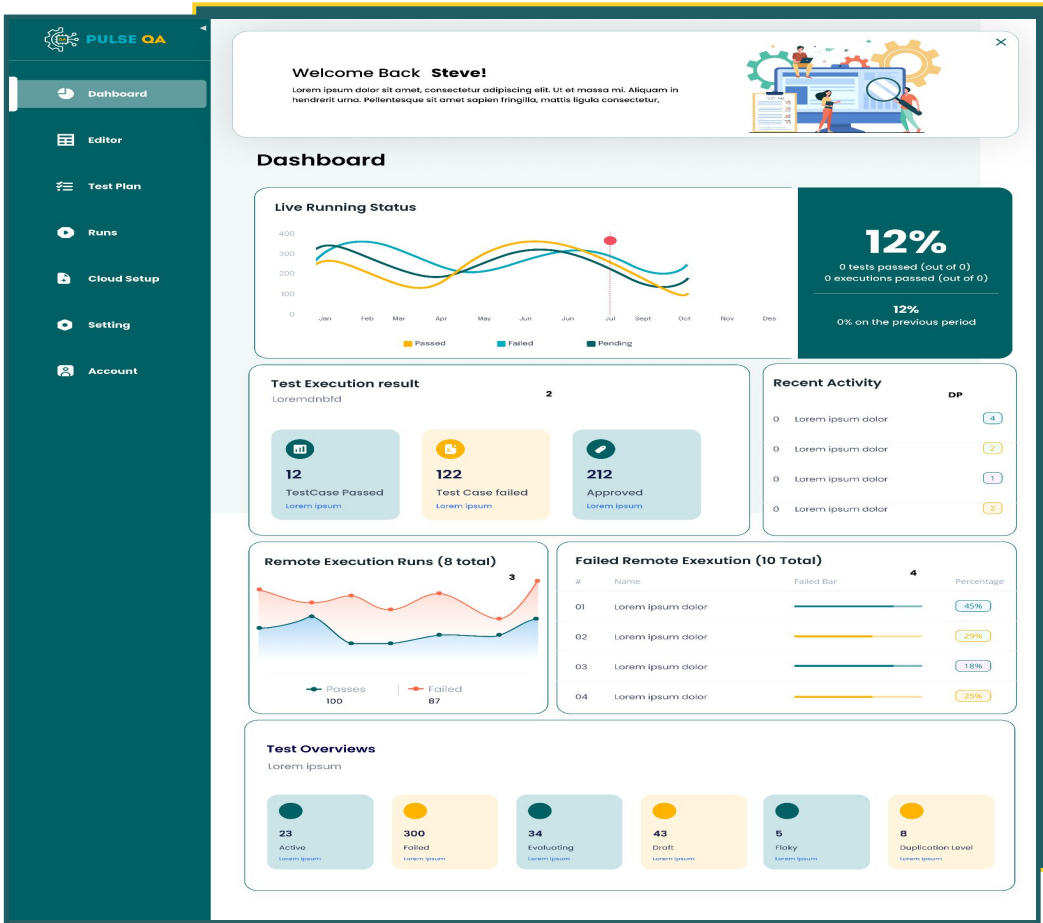 PULSE QA
Dahboard
Editor
Test Plan
Runs
Cloud Setup
Setting
Account
Welcome Back Steve!
Lorem ipsum dolor sit amet, consectetur adipiscing elit. Ut et massa mi. Aliquam in
hendrerit urna. Pellentesque sit amet sapien fringilla, mattis ligula consectetur,
Dashboard
Live Running Status
400
300
200
100
0
Jan Feb Mar Apr May Jun Jun Jul Sept Oct Nov Des
Passed Failed Pending
12%
0 tests passed (out of 0)
0 executions passed (out of 0)
12%
0% on the previous period
Test Execution result
Loremdnbfd
2
12
TestCase Passed
Lorem ipsum
122
Test Case failed
Lorem ipsum
212
Approved
Lorem ipsum
Recent Activity
DP
0 Lorem ipsum dolor 4
0 Lorem ipsum dolor 2
0 Lorem ipsum dolor 1
0 Lorem ipsum dolor 2
Remote Execution Runs (8 total)
3
Passes Failed
100 87
Failed Remote Exexution (10 Total)
4
# Name Failed Bar Percentage
01 Lorem ipsum dolor 45%
02 Lorem ipsum dolor 29%
03 Lorem ipsum dolor 18%
04 Lorem ipsum dolor 25%
Test Overviews
Lorem ipsum
23
Active
Lorem Ipsum
300
Failed
Lorem Ipsum
34
Evaluating
Lorem Ipsum
43
Draft
Lorem Ipsum
5
Flaky
Lorem Ipsum
8
Duplication Level
Lorem Ipsum